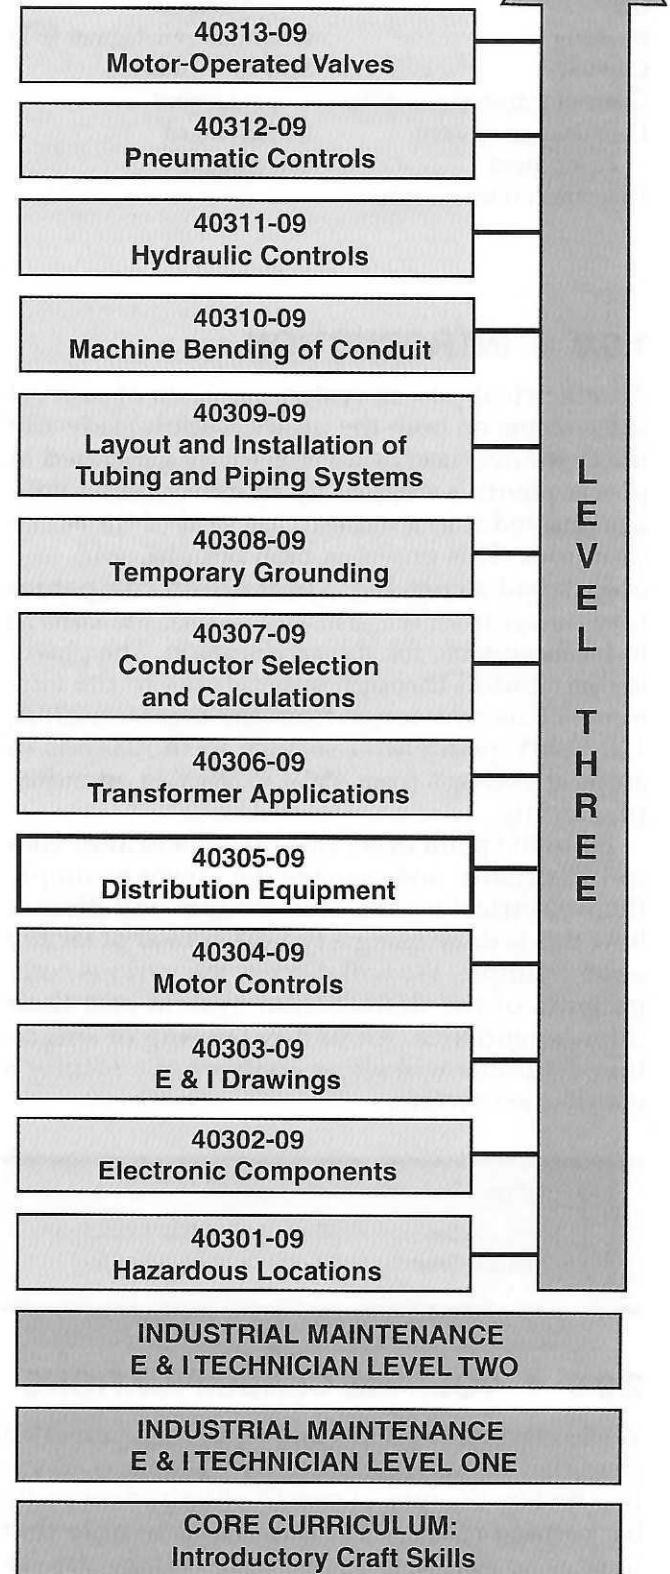 40313-09
Motor-Operated Valves
40312-09
Pneumatic Controls
40311-09
Hydraulic Controls
40310-09
Machine Bending of Conduit
40309-09
Layout and Installation of
Tubing and Piping Systems
40308-09
Temporary Grounding
40307-09
Conductor Selection
and Calculations
40306-09
Transformer Applications
40305-09
Distribution Equipment
40304-09
Motor Controls
40303-09
E & I Drawings
40302-09
Electronic Components
40301-09
Hazardous Locations
LEVEL THREE
INDUSTRIAL MAINTENANCE
E & I TECHNICIAN LEVEL TWO
INDUSTRIAL MAINTENANCE
E & I TECHNICIAN LEVEL ONE
CORE CURRICULUM:
Introductory Craft Skills